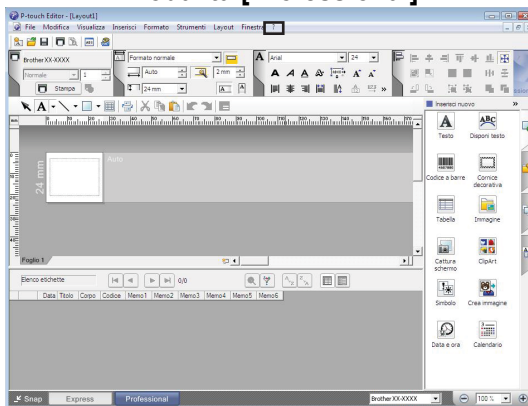 P-touch Editor - [Layout1]
File Modifica Visualizza Inserisci Formato Strumenti Layout Finestra ?
Brother XX-XXXX
Normale 1
Stampa
Formato normale
Auto 2 mm
24 mm
A Arial 24
Inserisci nuovo
Testo Disponi testo
Codice a barre Cornice decorativa
Tabella Immagine
Cattura schermo ClipArt
Simbolo Crea immagine
Data e ora Calendario
24 mm
Auto
Foglio 1
Elenco etichette 0/0
Data Titolo Corpo Codice Memo1 Memo2 Memo3 Memo4 Memo5 Memo6
Snap Express Professional Brother XX-XXXX 100 %